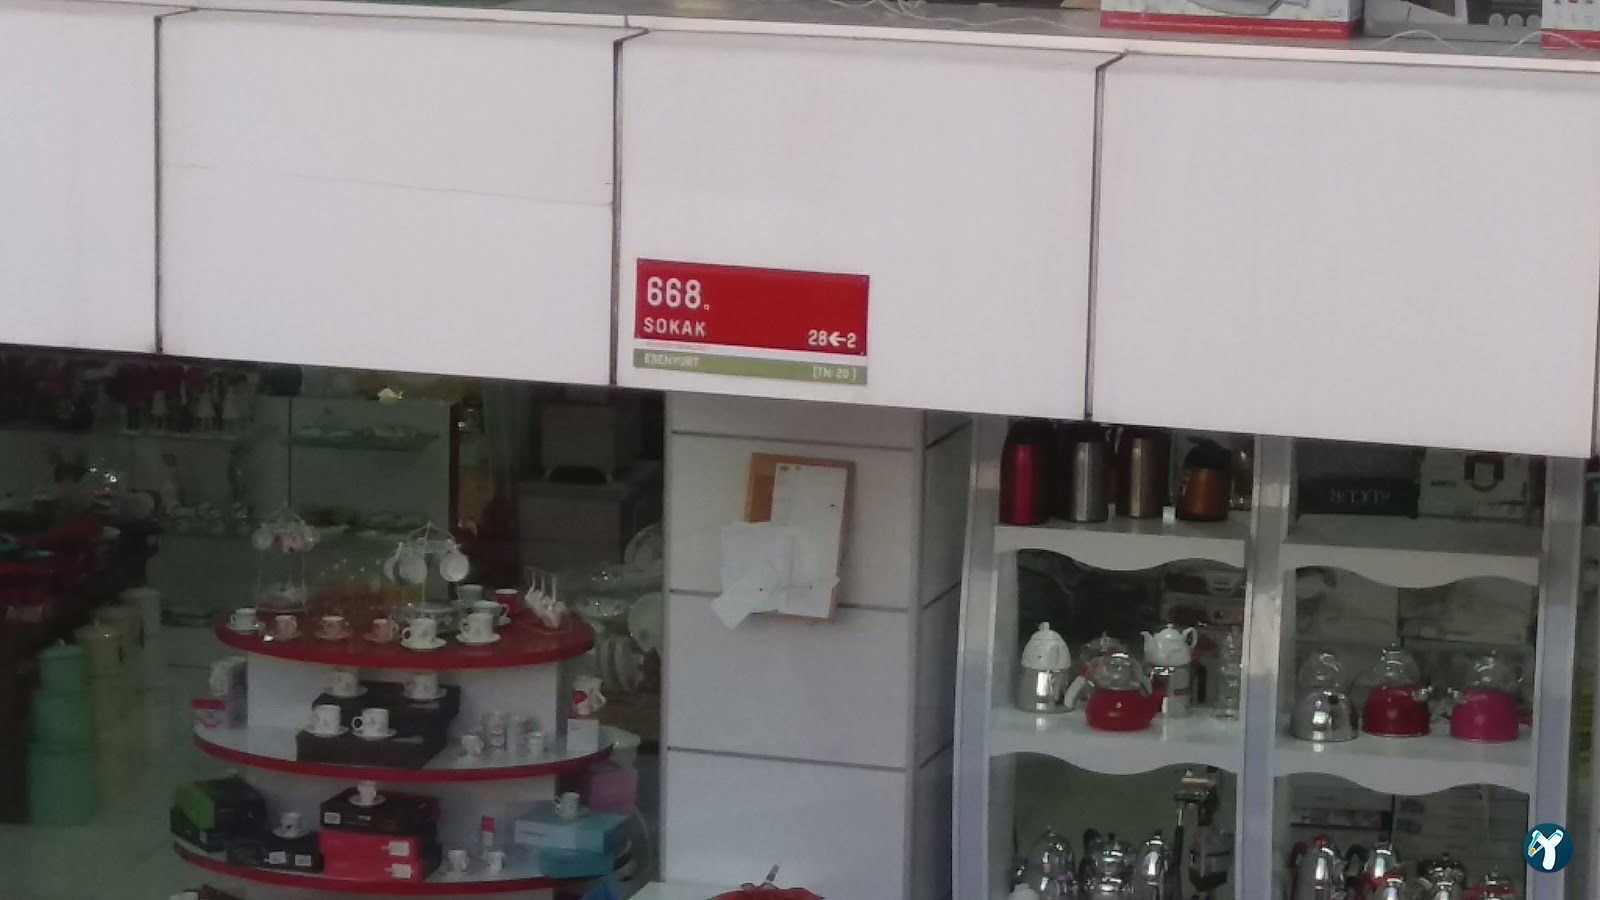 668.
SOKAK
28←2
ESENYURT
(TN: 20)